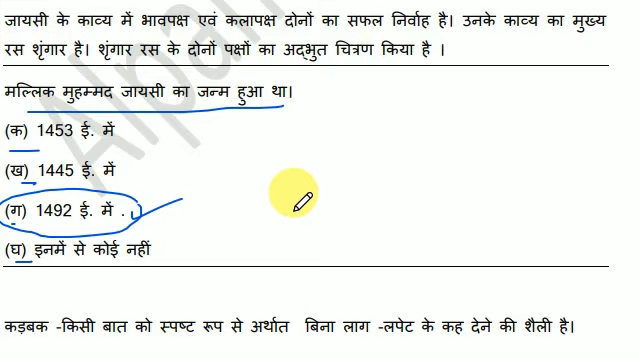 जायसी के काव्य में भावपक्ष एवं कलापक्ष दोनों का सफल निर्वाह है। उनके काव्य का मुख्य
रस शृंगार है। शृंगार रस के दोनों पक्षों का अद्भुत चित्रण किया है ।
मल्लिक मुहम्मद जायसी का जन्म हुआ था।
(क) 1453 ई. में
(ख) 1445 ई. में
(ग) 1492 ई. में .
(घ) इनमें से कोई नहीं
कड़बक -किसी बात को स्पष्ट रूप से अर्थात बिना लाग -लपेट के कह देने की शैली है।